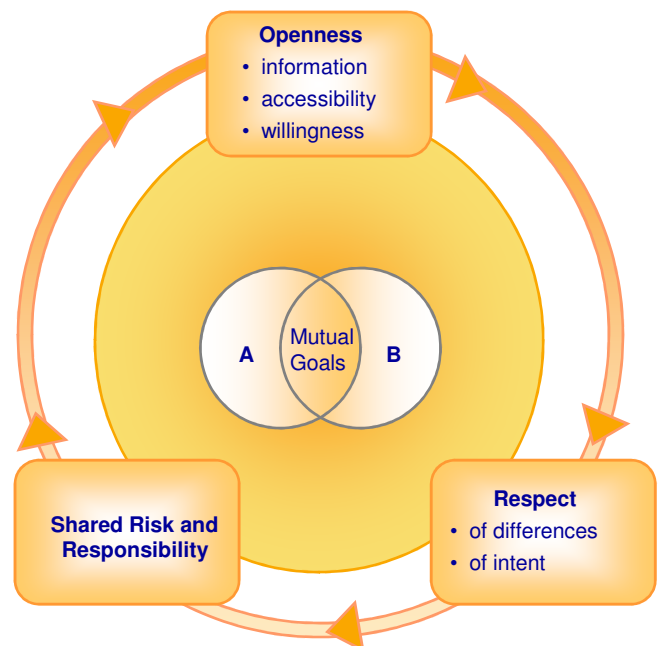 Openness
• information
• accessibility
• willingness
A
Mutual
Goals
B
Shared Risk and
Responsibility
Respect
• of differences
• of intent